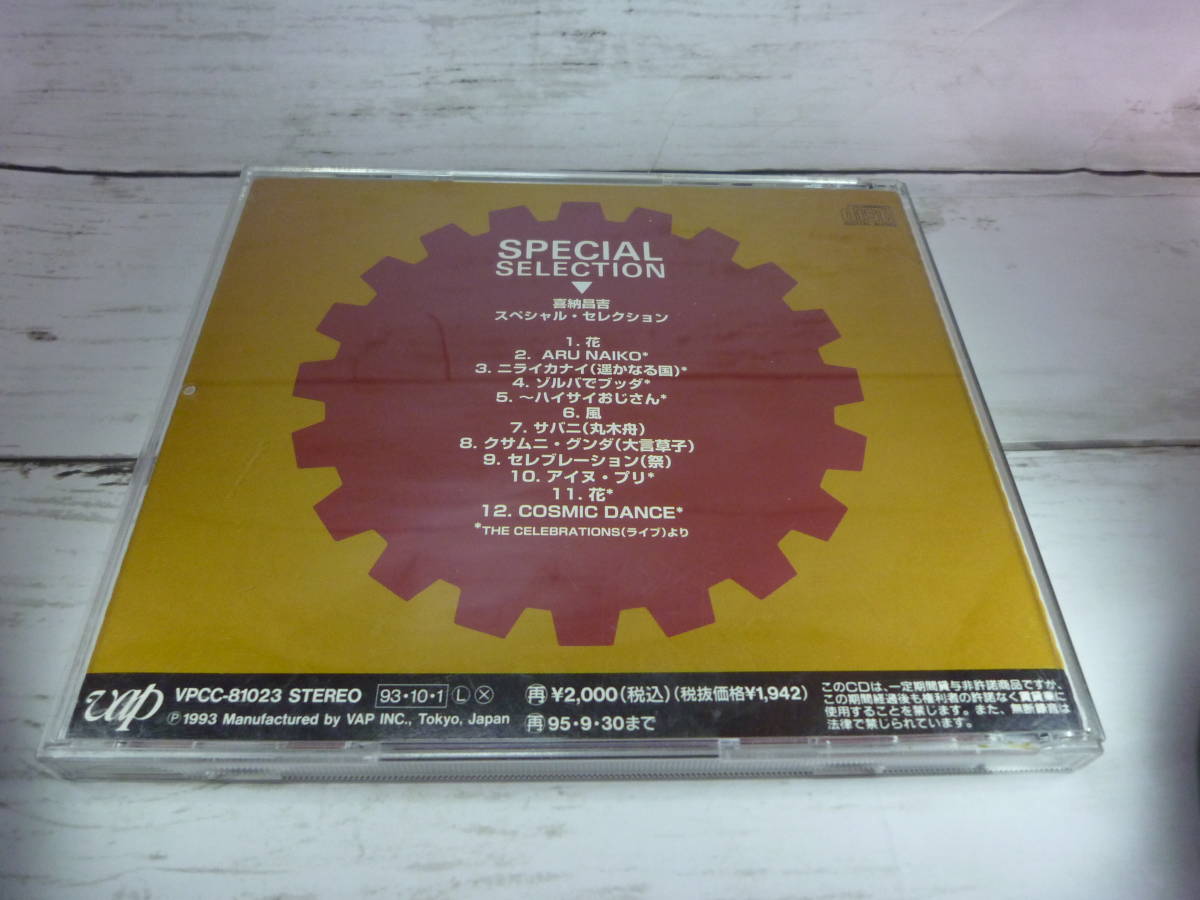 SPECIAL
SELECTION
喜納昌吉
スペシャル・セレクション
1. 花
2. ARU NAIKO*
3. ニライカナイ(遥かなる国)*
4. ゾルバでブッダ*
5. 〜ハイサイおじさん*
6. 風
7. サバニ(丸木舟)
8. クサムニ・グンダ(大言草子)
9. セレブレーション(祭)
10. アイヌ・プリ*
11. 花*
12. COSMIC DANCE*
*THE CELEBRATIONS(ライブ)より
vap
VPCC-81023 STEREO 93・10・1 L X
再 ¥2,000(税込)(税抜価格¥1,942)
℗1993 Manufactured by VAP INC., Tokyo, Japan
再 95・9・30まで
このCDは、一定期間貸与非許諾商品ですが、
この期間経過後も権利者の許諾なく賃貸業に
使用することを禁じます。また、無断録音は
法律で禁じられています。